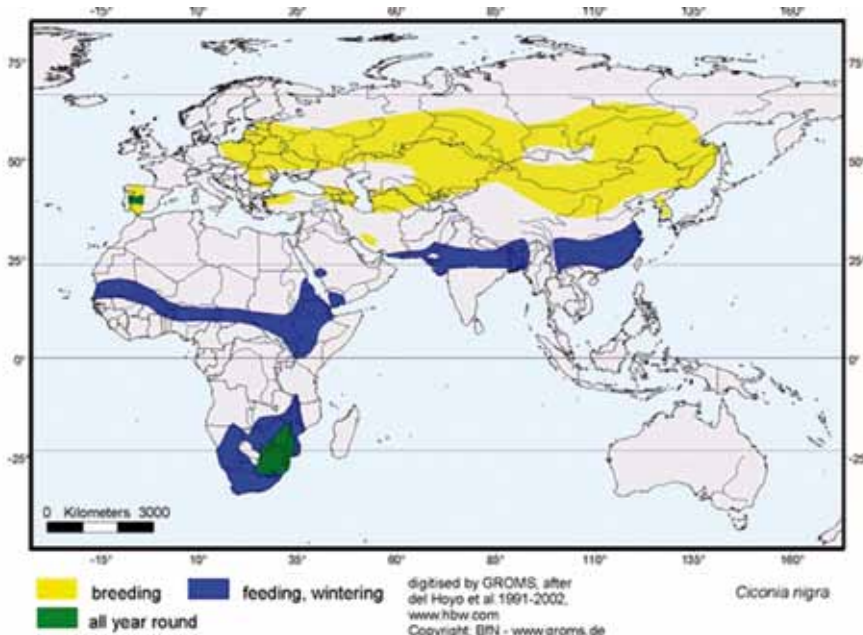 -15° 10° 35° 60° 85° 110° 135° 160°
75° 75°
50° 50°
25° 25°
0° 0°
-25° -25°
0 Kilometers 3000
-15° 10° 35° 60° 85° 110° 135° 160°
breeding
feeding, wintering
all year round
digitised by GROMS, after
del Hoyo et al.1991-2002,
www.hbw.com
Copyright: BfN - www.groms.de
Ciconia nigra